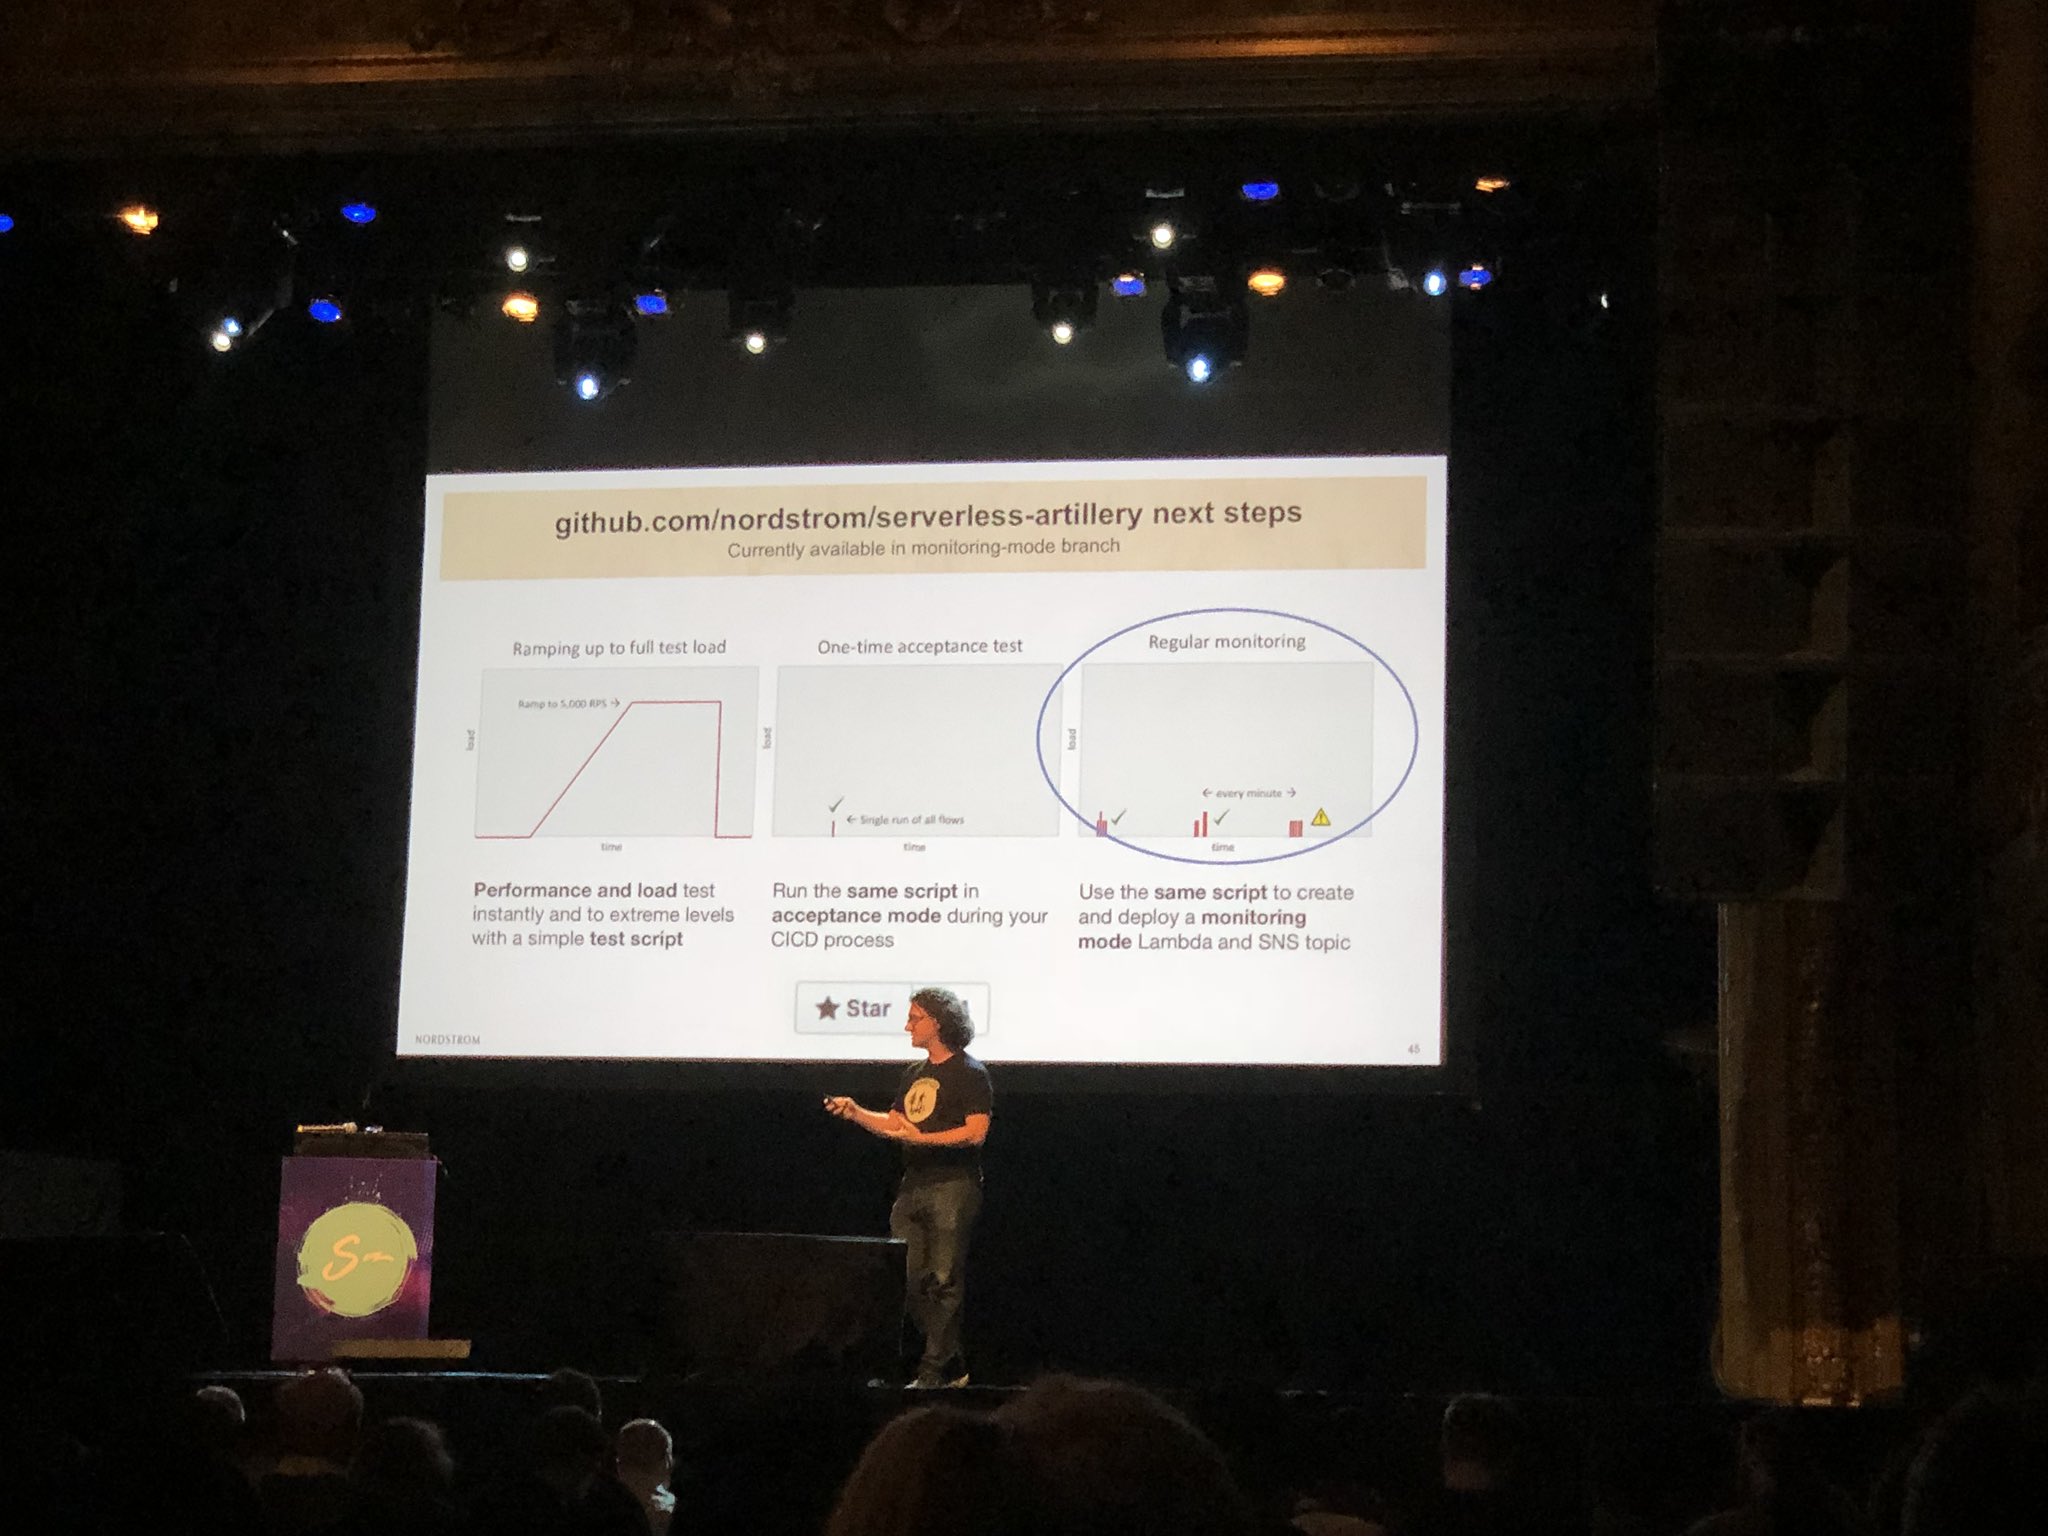 github.com/nordstrom/serverless-artillery next steps
Currently available in monitoring-mode branch
Ramping up to full test load
Ramp to 5,000 RPS →
load
time
Performance and load test
instantly and to extreme levels
with a simple test script
One-time acceptance test
load
✓
← Single run of all flows
time
Run the same script in
acceptance mode during your
CICD process
Regular monitoring
load
← every minute →
✓ ✓ ⚠
time
Use the same script to create
and deploy a monitoring
mode Lambda and SNS topic
★ Star
NORDSTROM
45